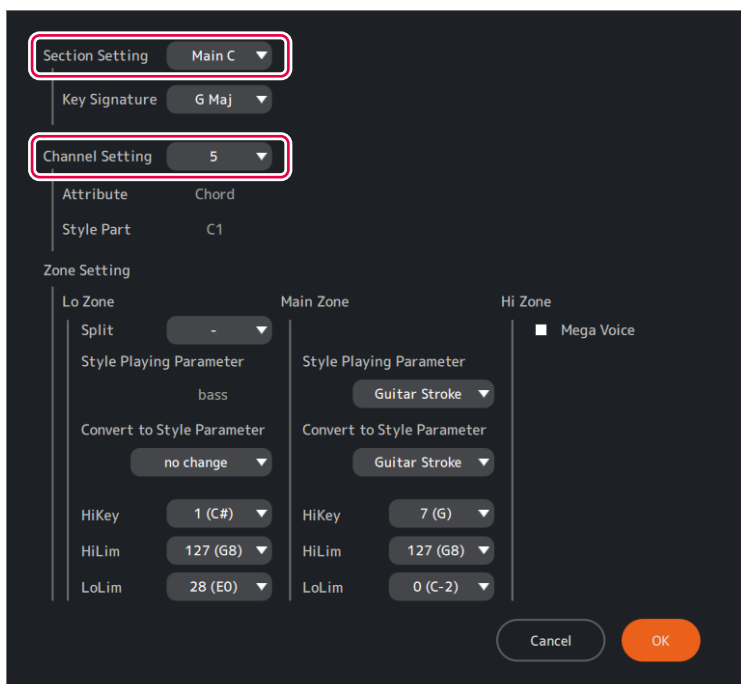 Section Setting Main C
Key Signature G Maj
Channel Setting 5
Attribute Chord
Style Part C1
Zone Setting
Lo Zone Main Zone Hi Zone
Split - Mega Voice
Style Playing Parameter Style Playing Parameter
bass Guitar Stroke
Convert to Style Parameter Convert to Style Parameter
no change Guitar Stroke
HiKey 1 (C#) HiKey 7 (G)
HiLim 127 (G8) HiLim 127 (G8)
LoLim 28 (E0) LoLim 0 (C-2)
Cancel OK